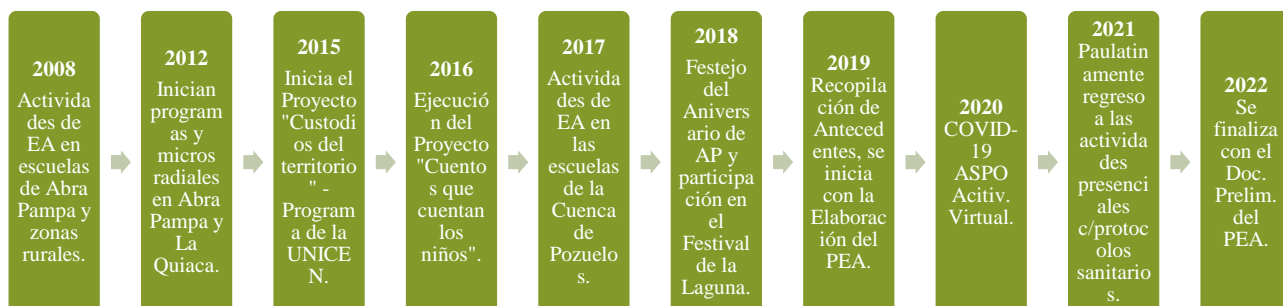 2008
Activida
des de
EA en
escuelas
de Abra
Pampa y
zonas
rurales.
2012
Inician
program
as y
micros
radiales
en Abra
Pampa y
La
Quiaca.
2015
Inicia el
Proyecto
"Custodi
os del
territorio
" -
Program
a de la
UNICE
N.
2016
Ejecució
n del
Proyecto
"Cuento
s que
cuentan
los
niños".
2017
Activida
des de
EA en
las
escuelas
de la
Cuenca
de
Pozuelo
s.
2018
Festejo
del
Anivers
ario de
AP y
participa
ción en
el
Festival
de la
Laguna.
2019
Recopila
ción de
Anteced
entes, se
inicia
con la
Elaborac
ión del
PEA.
2020
COVID-
19
ASPO
Acitiv.
Virtual.
2021
Paulatin
amente
regreso
a las
activida
des
presenci
ales
c/protoc
olos
sanitario
s.
2022
Se
finaliza
con el
Doc.
Prelim.
del
PEA.